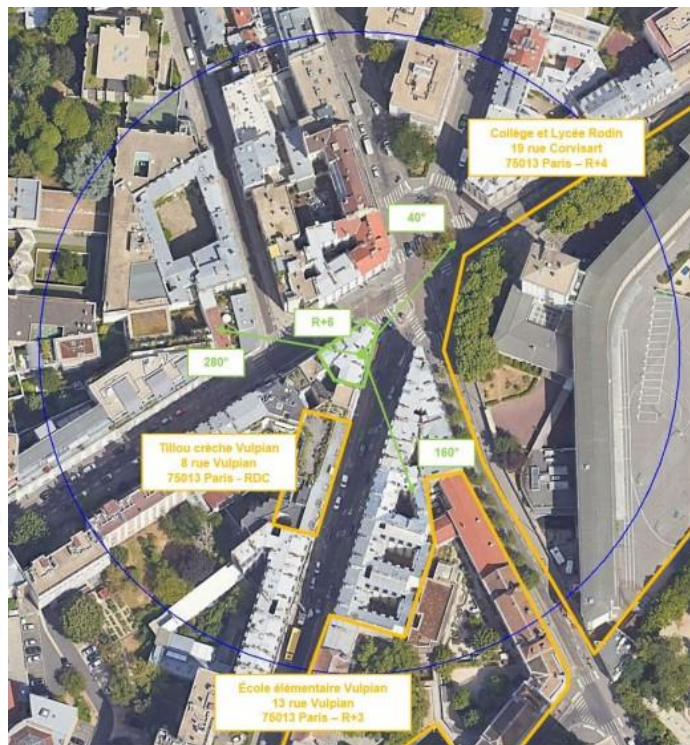 Collège et Lycée Rodin
19 rue Corvisart
75013 Paris – R+4
40°
R+6
280°
Tillou crèche Vulpian
8 rue Vulpian
75013 Paris - RDC
160°
École élémentaire Vulpian
13 rue Vulpian
75013 Paris – R+3